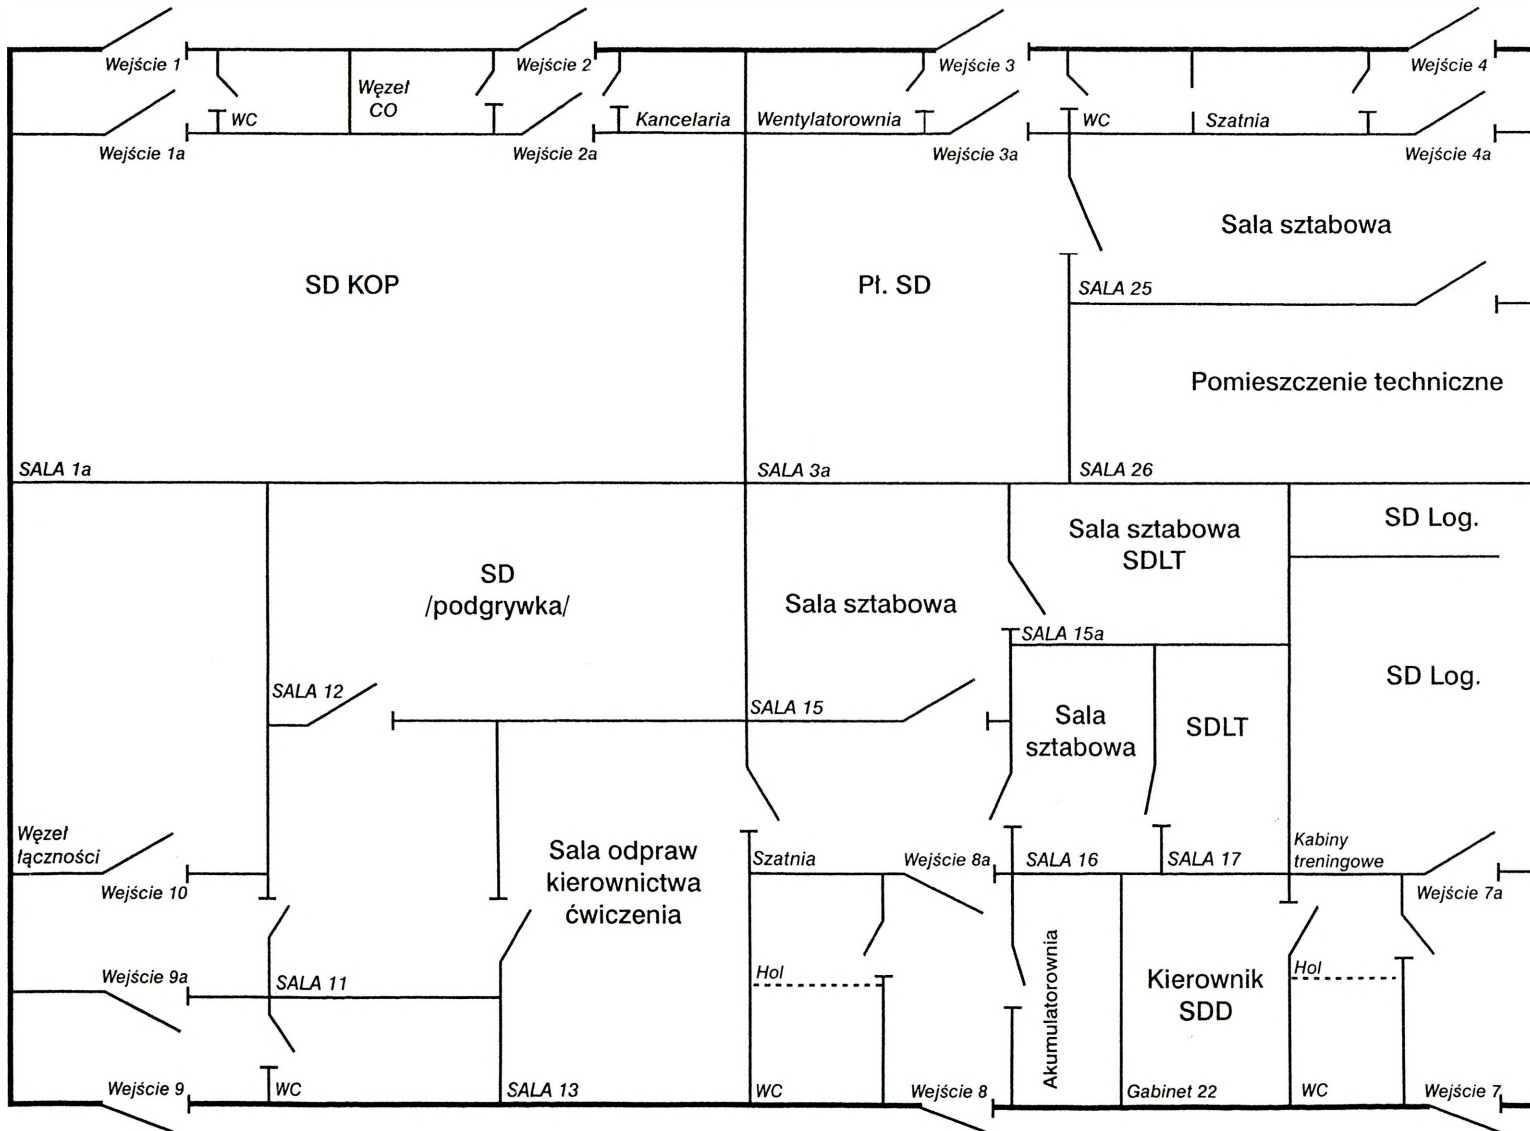 Wejście 1
Wejście 2
Wejście 3
Wejście 4
Węzeł
CO
WC
Kancelaria
Wentylatorownia
WC
Szatnia
Wejście 1a
Wejście 2a
Wejście 3a
Wejście 4a
Sala sztabowa
SD KOP
Pł. SD
SALA 25
Pomieszczenie techniczne
SALA 1a
SALA 3a
SALA 26
SD Log.
Sala sztabowa
SDLT
SD
/podgrywka/
Sala sztabowa
SALA 15a
SD Log.
SALA 12
SALA 15
Sala
sztabowa
SDLT
Węzeł
łączności
Wejście 10
Sala odpraw
kierownictwa
ćwiczenia
Szatnia
Wejście 8a
SALA 16
SALA 17
Kabiny
treningowe
Wejście 7a
Wejście 9a
SALA 11
Hol
Akumulatorownia
Kierownik
SDD
Hol
Wejście 9
WC
SALA 13
WC
Wejście 8
Gabinet 22
WC
Wejście 7